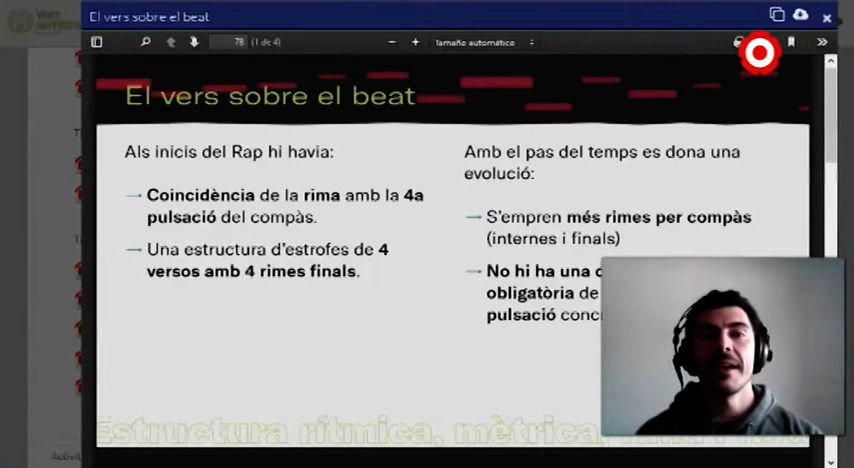 Vers
El vers sobre el beat
78 (1 de 4)
Tamaño automático
El vers sobre el beat
Als inicis del Rap hi havia:
→ Coincidència de la rima amb la 4a
pulsació del compàs.
→ Una estructura d'estrofes de 4
versos amb 4 rimes finals.
Amb el pas del temps es dona una
evolució:
→ S'empren més rimes per compàs
(internes i finals)
→ No hi ha una
obligatòria de
pulsació
Estructura rítmica, mètrica,